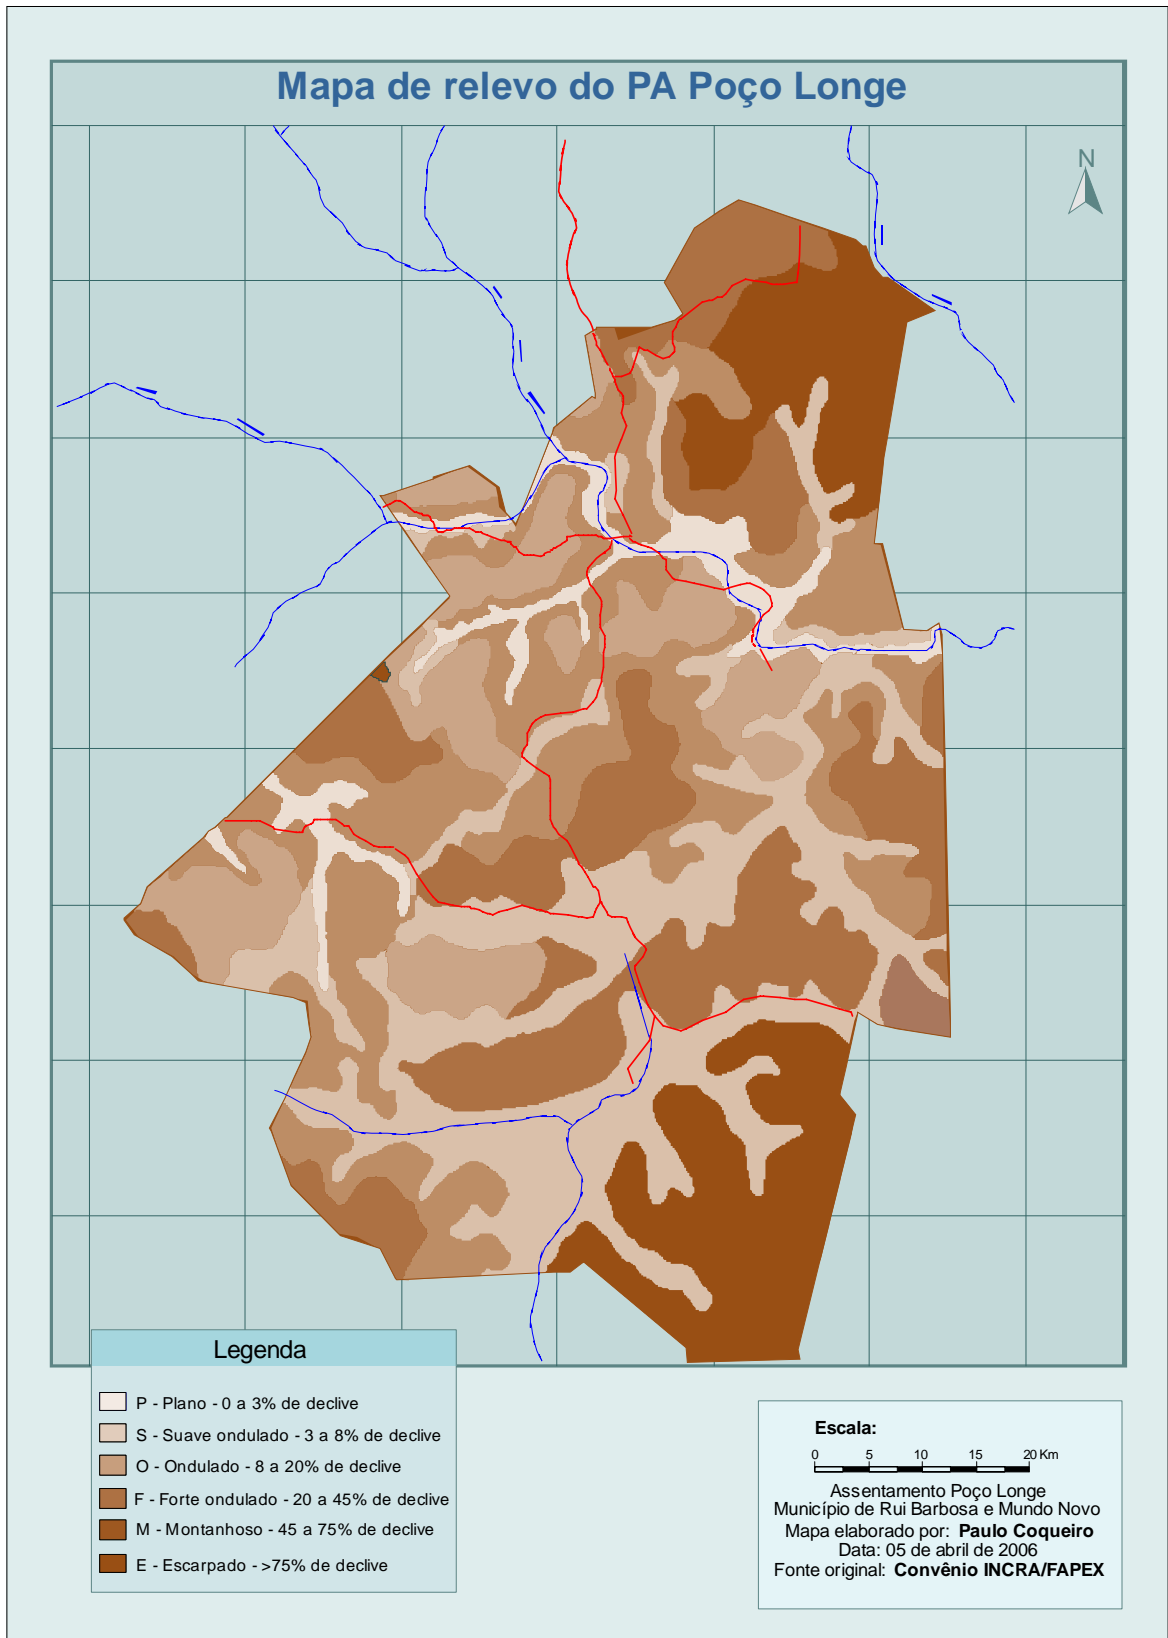 Mapa de relevo do PA Poço Longe
N
Legenda
P - Plano - 0 a 3% de declive
S - Suave ondulado - 3 a 8% de declive
O - Ondulado - 8 a 20% de declive
F - Forte ondulado - 20 a 45% de declive
M - Montanhoso - 45 a 75% de declive
E - Escarpado - >75% de declive
Escala:
0 5 10 15 20 Km
Assentamento Poço Longe
Município de Rui Barbosa e Mundo Novo
Mapa elaborado por: Paulo Coqueiro
Data: 05 de abril de 2006
Fonte original: Convênio INCRA/FAPEX